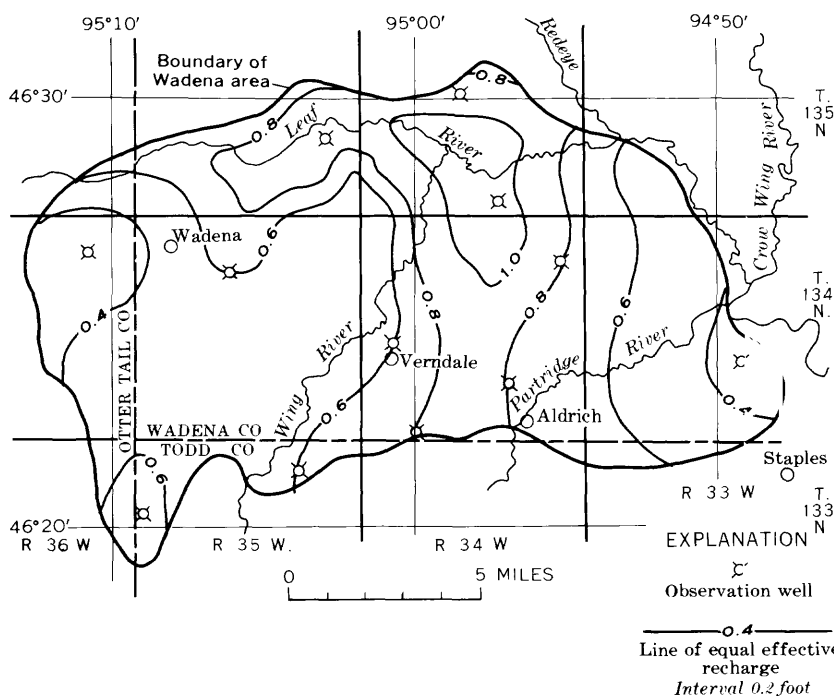 95°10'
95°00'
94°50'
Boundary of
Wadena area
Redeye
46°30'
T.
135
N
0.8
0.8
Leaf
River
Crow Wing River
Wadena
0.6
1.0
0.4
0.8
0.8
0.6
T.
134
N.
OTTER TAIL CO
River
Verndale
Wing
0.6
Partridge
River
0.4
Aldrich
WADENA CO
TODD CO
0.6
Staples
R 33 W
T.
133
N
46°20'
R 36 W
R 35 W.
R 34 W
EXPLANATION
0
5 MILES
Observation well
0.4
Line of equal effective
recharge
Interval 0.2 foot